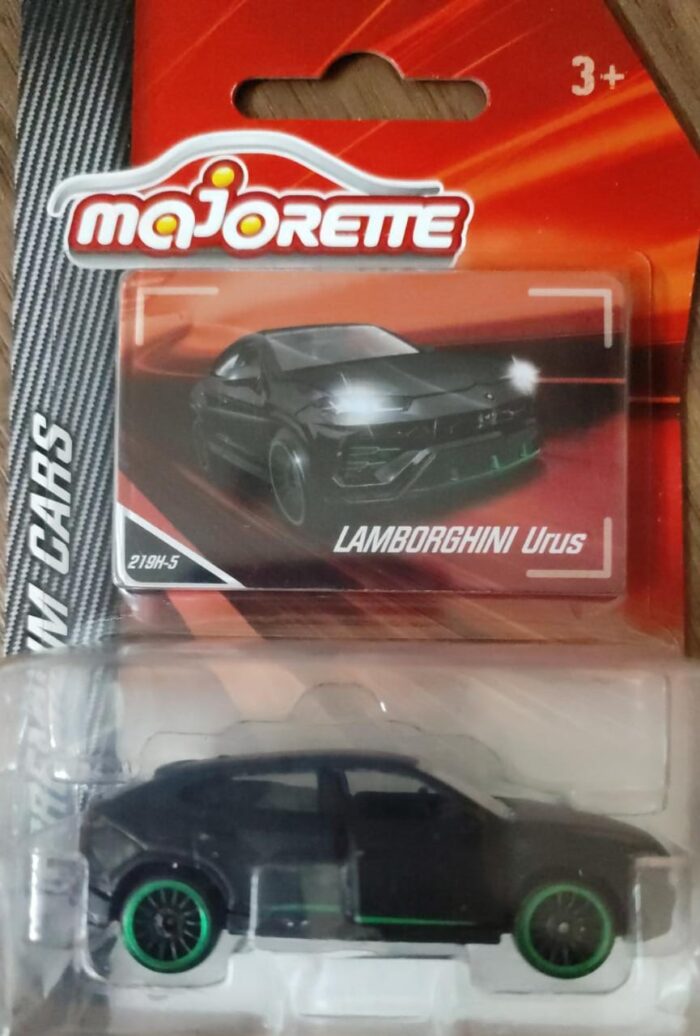 3+
majORETTE
LAMBORGHINI Urus
219H-5
CARS